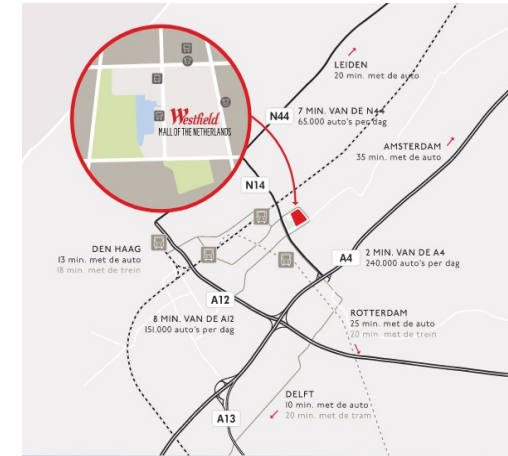 LEIDEN
20 min. met de auto
Westfield
MALL OF THE NETHERLANDS
N44
7 MIN. VAN DE N44
65.000 auto's per dag
AMSTERDAM
35 min. met de auto
N14
DEN HAAG
13 min. met de auto
18 min. met de trein
A4
2 MIN. VAN DE A4
240.000 auto's per dag
A12
8 MIN. VAN DE A12
151.000 auto's per dag
ROTTERDAM
25 min. met de auto
20 min. met de trein
DELFT
10 min. met de auto
20 min. met de tram
A13